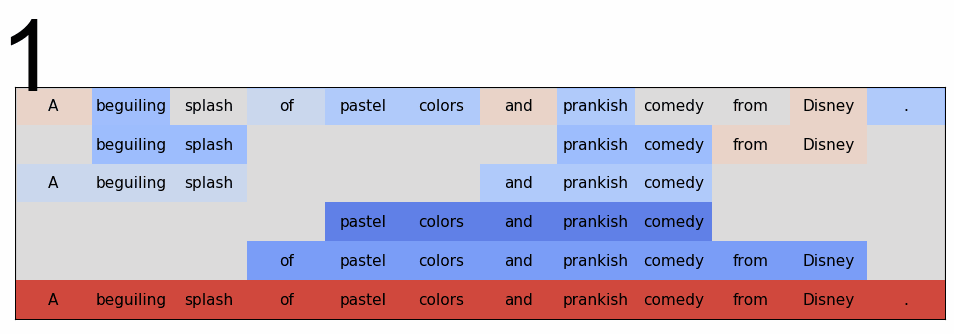 1
A beguiling splash of pastel colors and prankish comedy from Disney .
beguiling splash prankish comedy from Disney
A beguiling splash and prankish comedy
pastel colors and prankish comedy
of pastel colors and prankish comedy from Disney
A beguiling splash of pastel colors and prankish comedy from Disney .